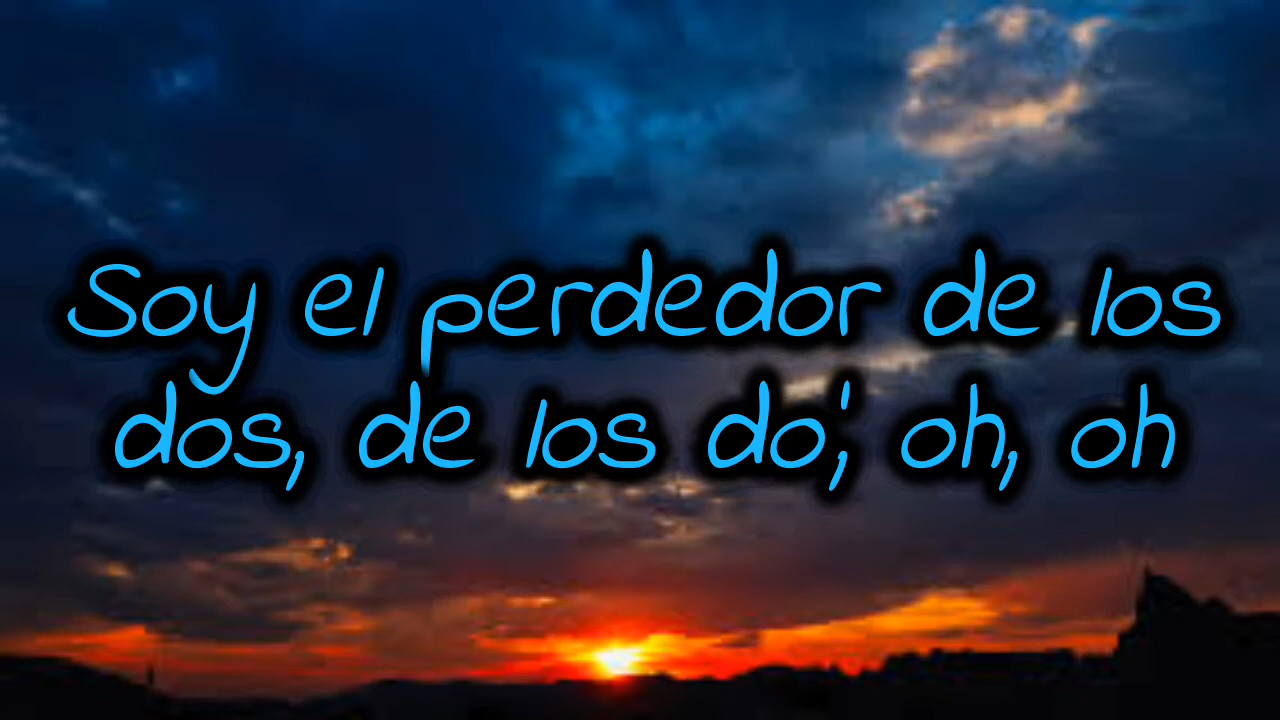 Soy el perdedor de los
dos, de los do', oh, oh